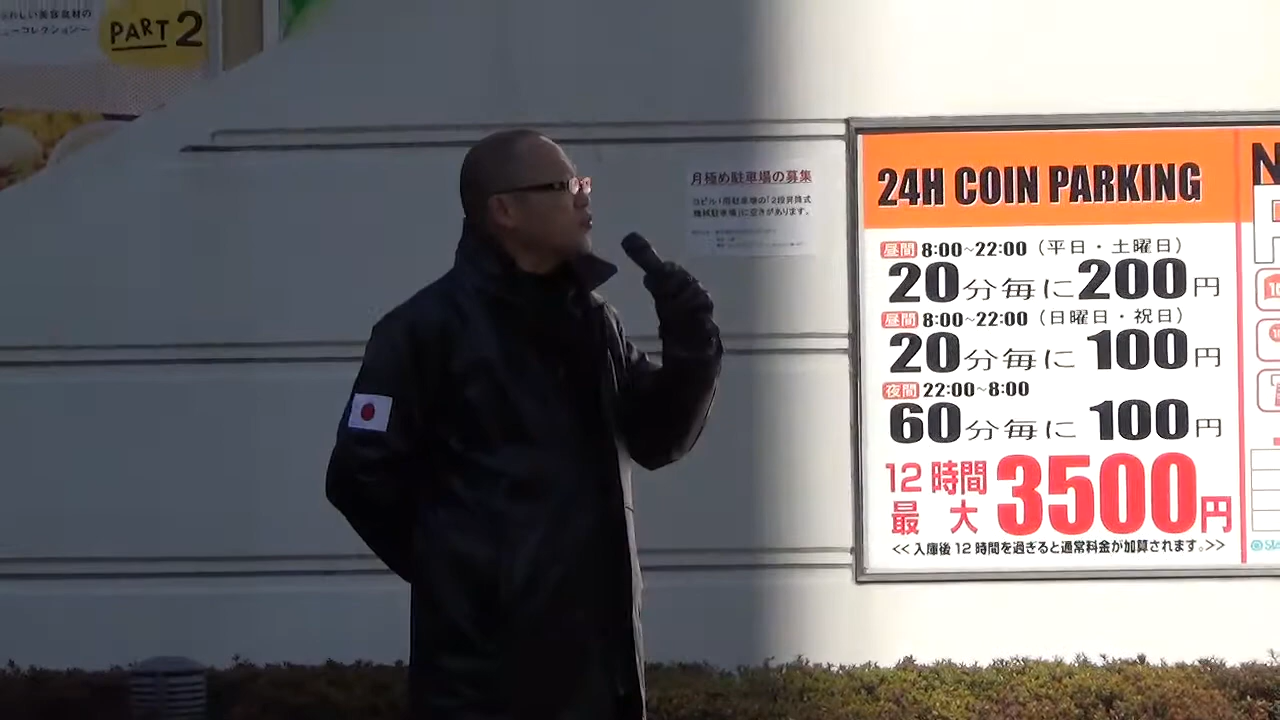 PART 2
月極め駐車場の募集
24H COIN PARKING
昼間 8:00~22:00 (平日・土曜日)
20分毎に200円
昼間 8:00~22:00 (日曜日・祝日)
20分毎に 100円
夜間 22:00~8:00
60分毎に 100円
12時間
最大 3500円
<<入庫後12時間を過ぎると通常料金が加算されます。>>